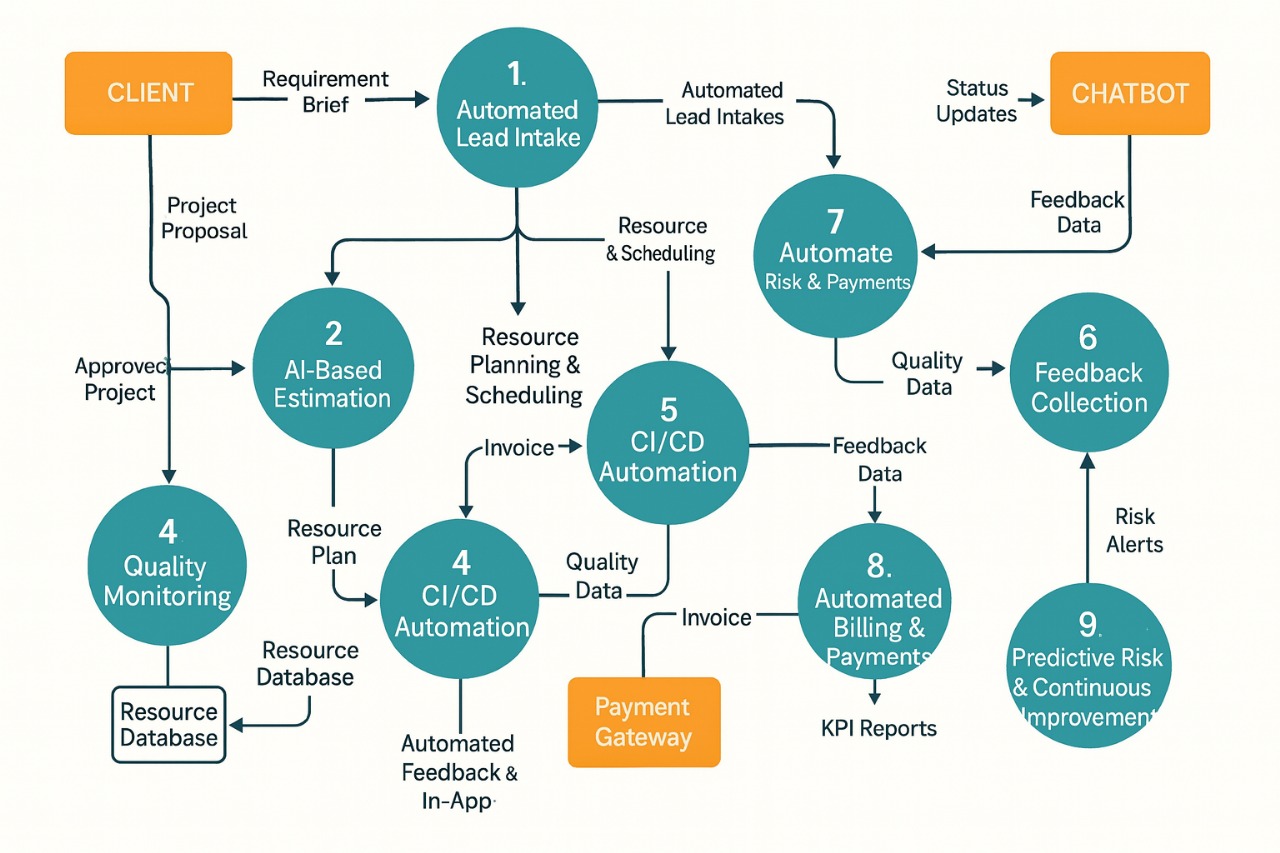 CLIENT
Requirement
Brief
1.
Automated
Lead Intake
Automated
Lead Intakes
Status
Updates
CHATBOT
Project
Proposal
Resource
& Scheduling
7
Automate
Risk & Payments
Feedback
Data
Approved
Project
2
AI-Based
Estimation
Resource
Planning &
Scheduling
5
CI/CD
Automation
Quality
Data
6
Feedback
Collection
Invoice
Feedback
Data
4
Quality
Monitoring
Resource
Plan
4
CI/CD
Automation
Quality
Data
8.
Automated
Billing &
Payments
Risk
Alerts
Invoice
9.
Predictive Risk
& Continuous
Improvement
Resource
Database
Resource
Database
Payment
Gateway
KPI Reports
Automated
Feedback &
In-App